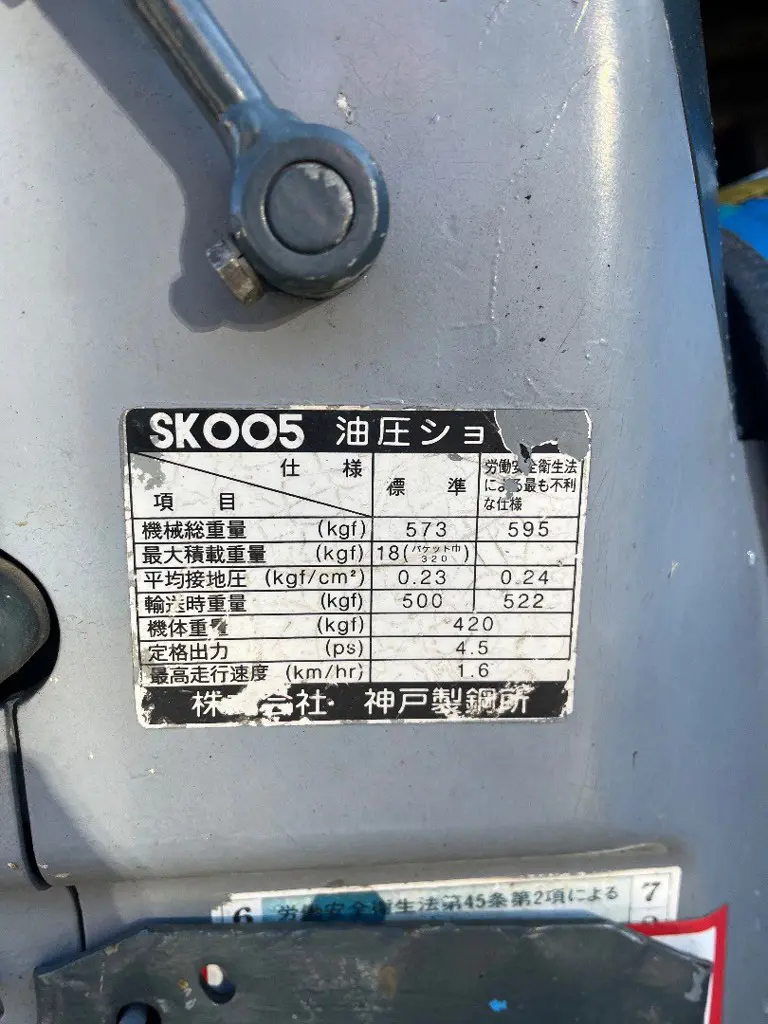 SK005 油圧ショ
仕 様
項 目
標 準
労働安全衛生法
による最も不利
な仕様
機械総重量 (kgf) 573 595
最大積載重量 (kgf) 18(バケット巾320) -
平均接地圧 (kgf/cm²) 0.23 0.24
輸送時重量 (kgf) 500 522
機体重量 (kgf) 420
定格出力 (ps) 4.5
最高走行速度 (km/hr) 1.6
株 会社 神戸製鋼所
6 労働安全衛生法第45条第2項による 7